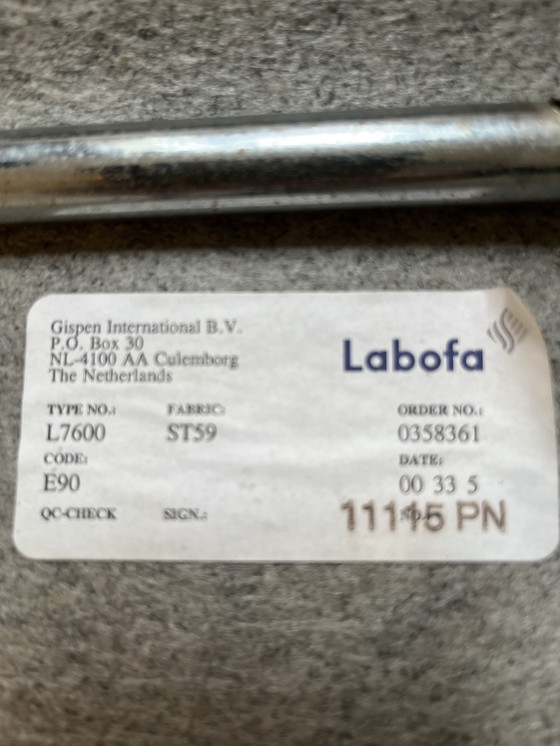 Gispen International B.V.
P.O. Box 30
NL-4100 AA Culemborg
The Netherlands
Labofa
TYPE NO.: FABRIC: ORDER NO.:
L7600 ST59 0358361
CODE: DATE:
E90 00 33 5
QC-CHECK SIGN.:
11115 PN